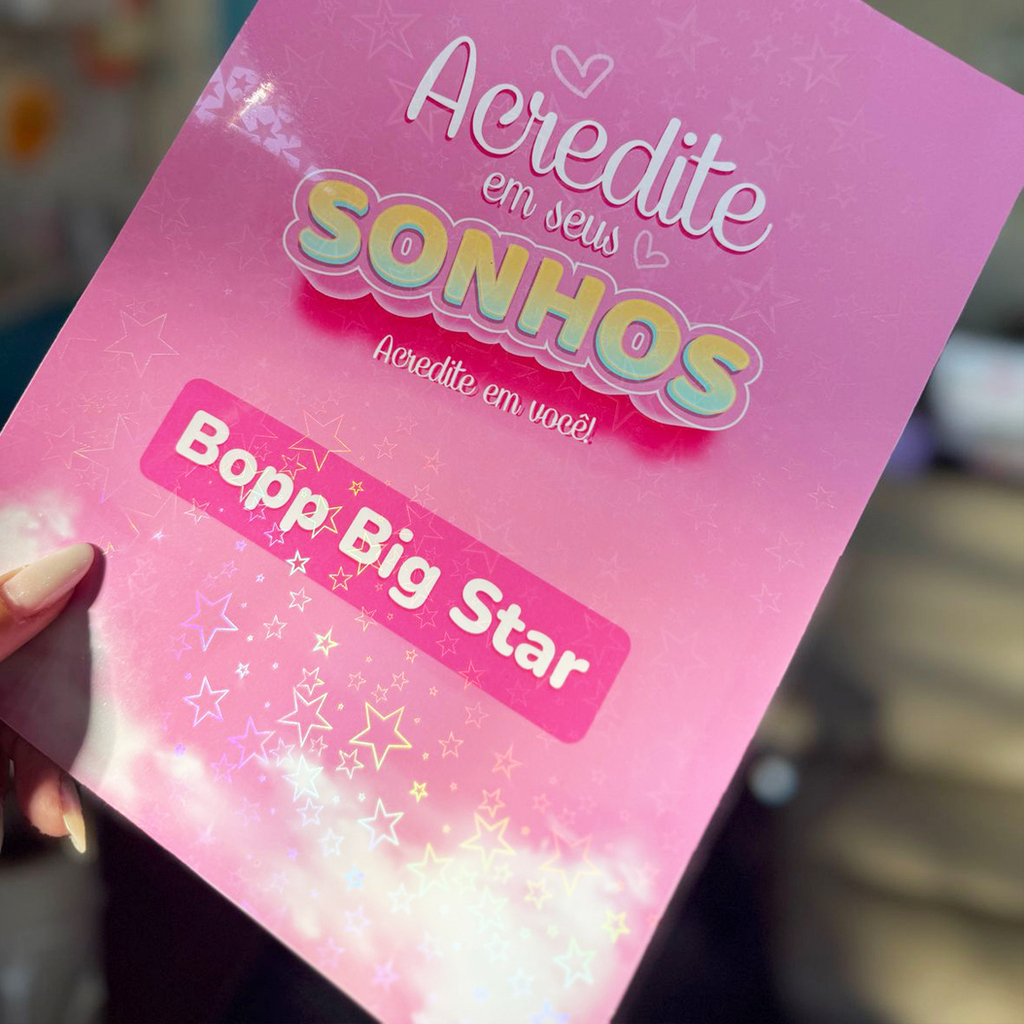 Acredite
em seus
SONHOS
Acredite em você!
Bopp Big Star